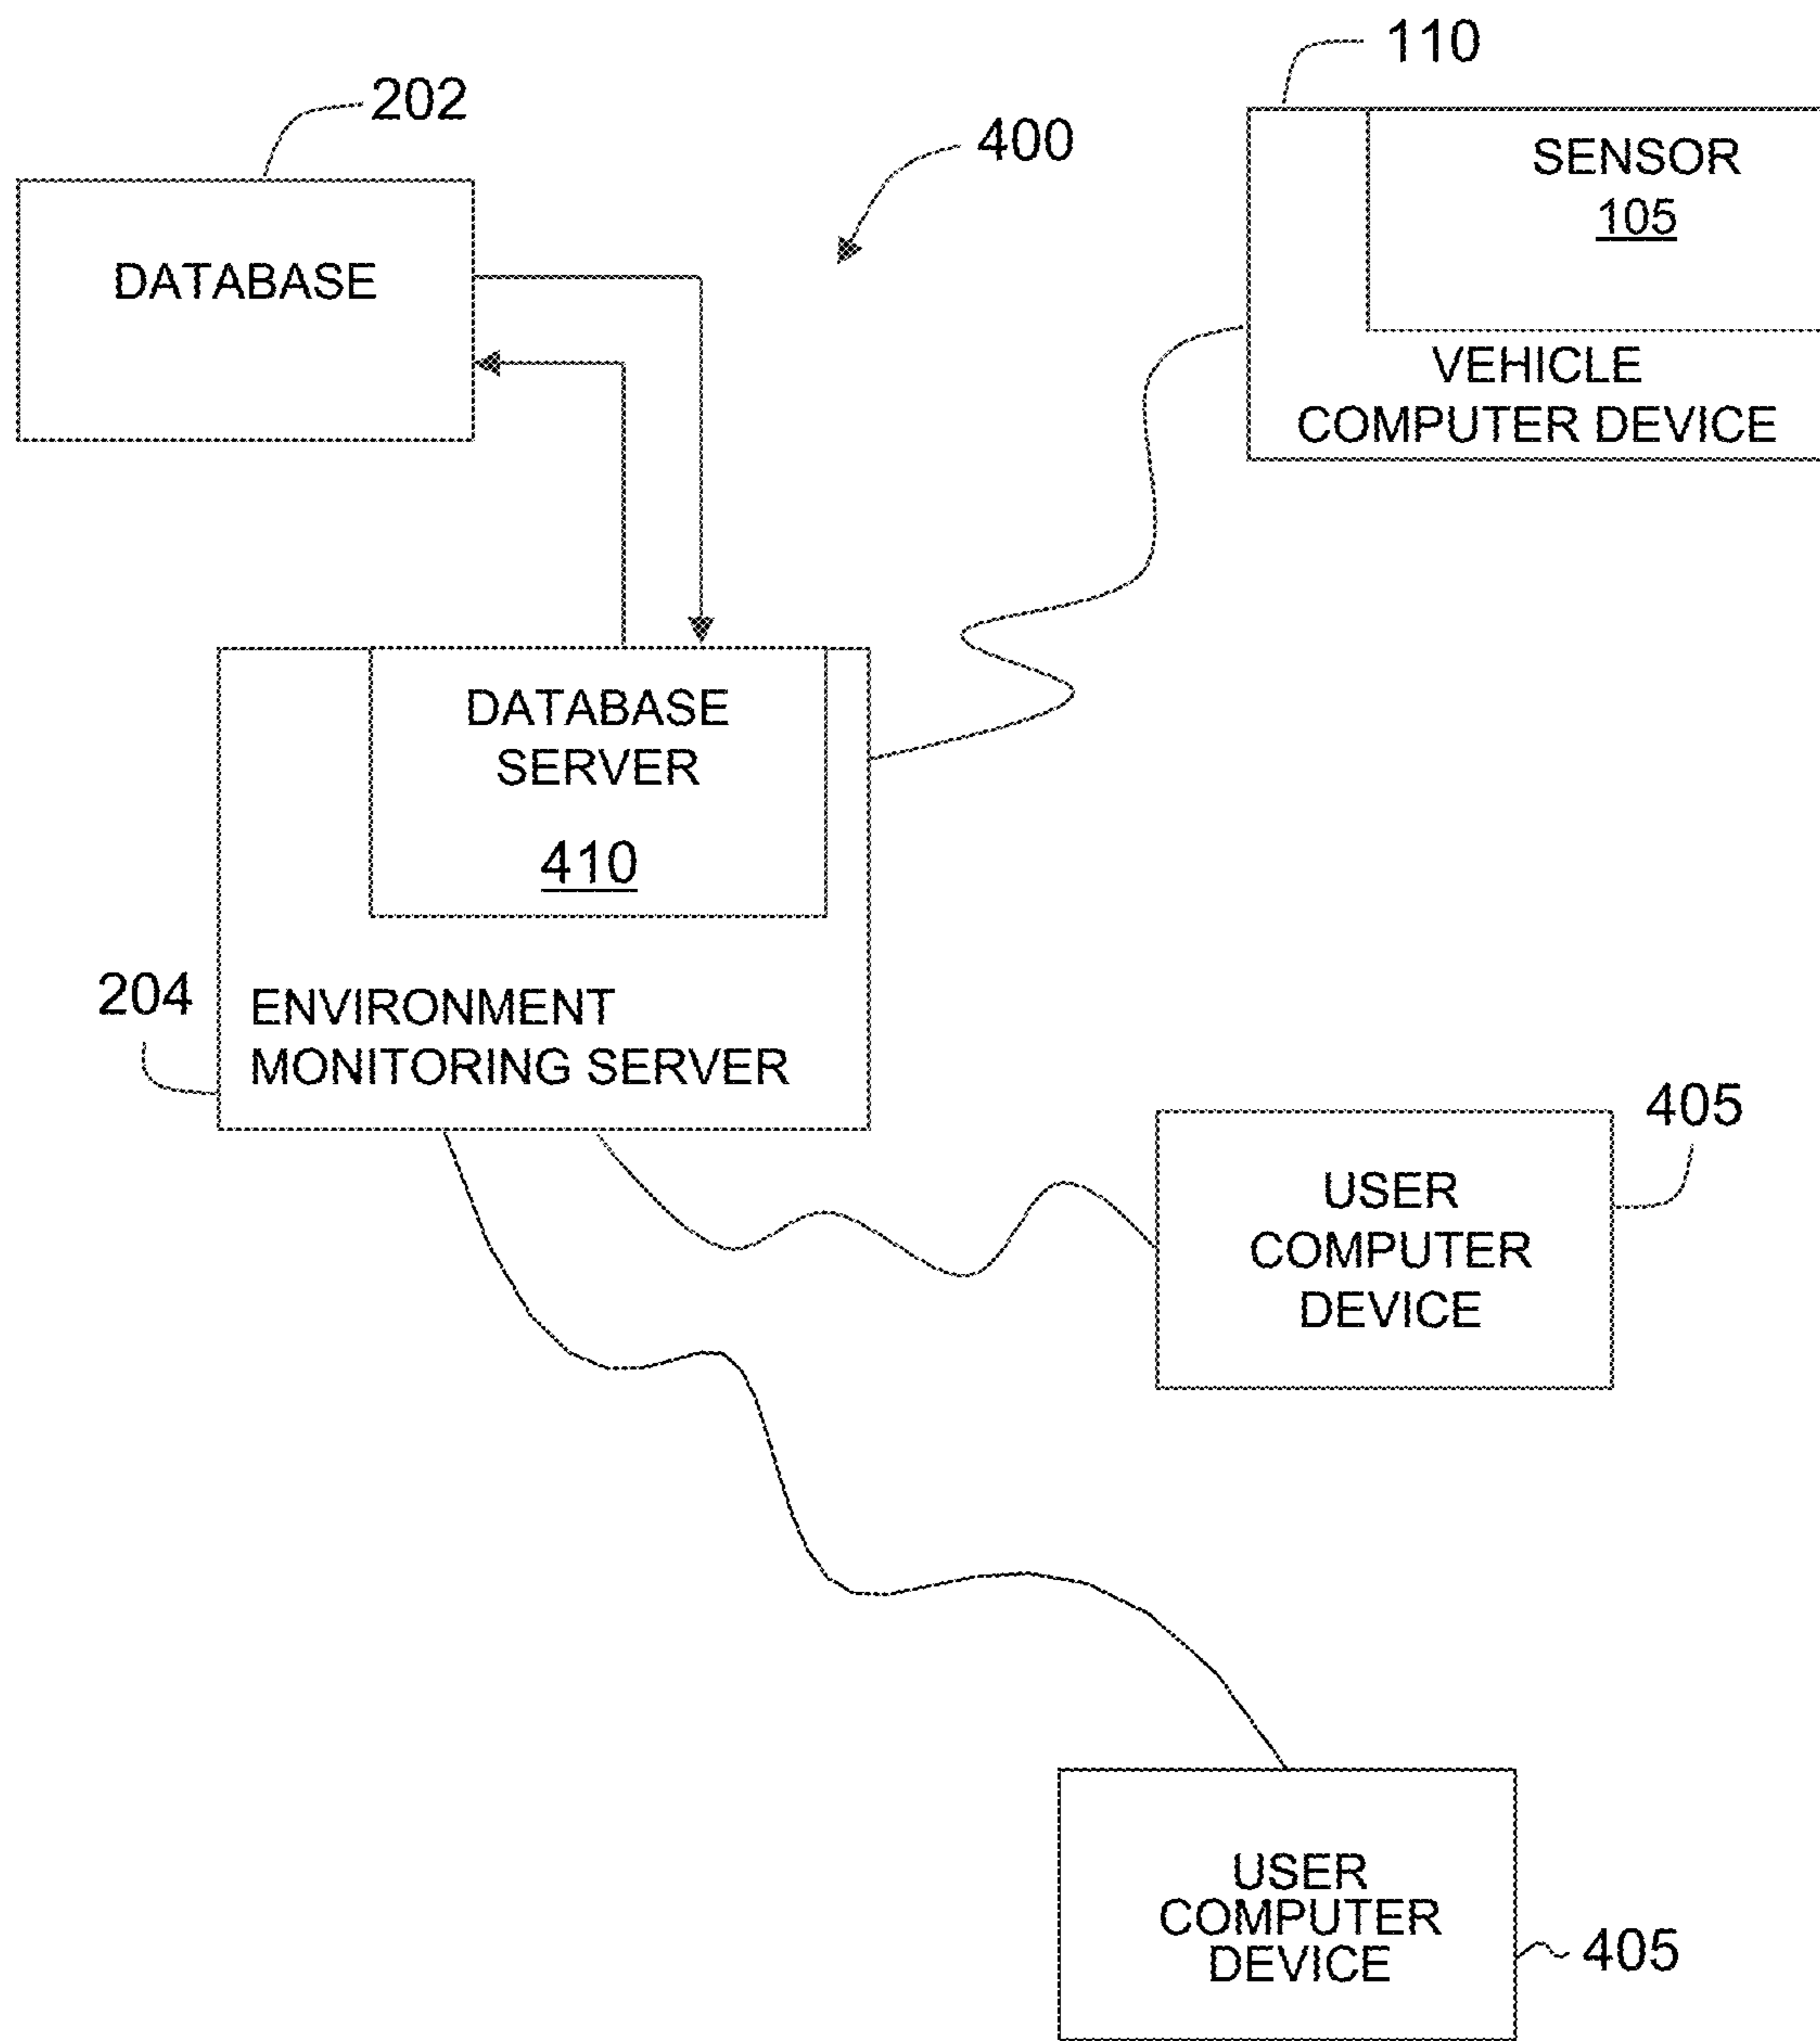 110
202
400
SENSOR
105
DATABASE
VEHICLE
COMPUTER DEVICE
DATABASE
SERVER
410
204
ENVIRONMENT
MONITORING SERVER
405
USER
COMPUTER
DEVICE
USER
COMPUTER
DEVICE
405